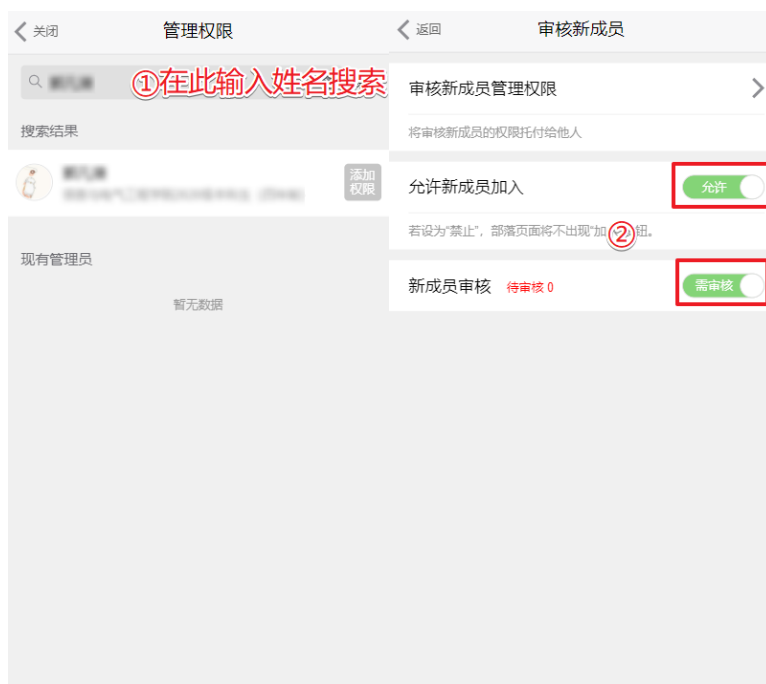 关闭
管理权限
①在此输入姓名搜索
搜索结果
添加
权限
现有管理员
暂无数据
返回
审核新成员
审核新成员管理权限
将审核新成员的权限托付给他人
允许新成员加入
允许
若设为“禁止”，部落页面将不出现“加
钮。
②
新成员审核 待审核 0
需审核